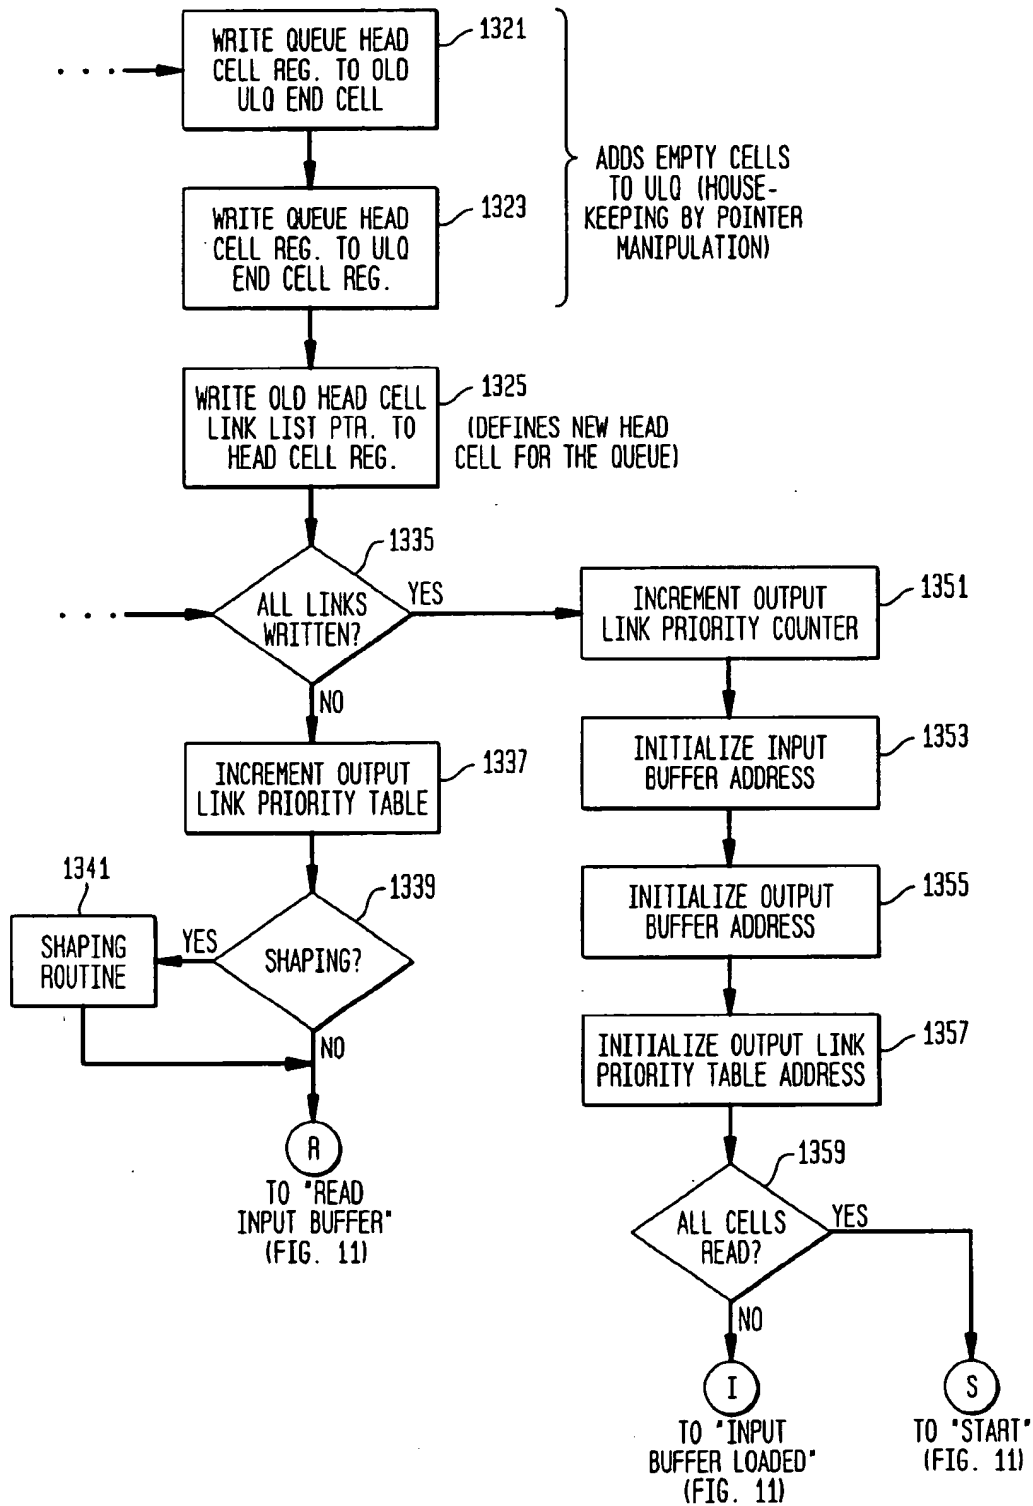 WRITE QUEUE HEAD
CELL REG. TO OLD
ULQ END CELL
1321
. . .
WRITE QUEUE HEAD
CELL REG. TO ULQ
END CELL REG.
1323
ADDS EMPTY CELLS
TO ULQ (HOUSE-
KEEPING BY POINTER
MANIPULATION)
WRITE OLD HEAD CELL
LINK LIST PTR. TO
HEAD CELL REG.
1325
(DEFINES NEW HEAD
CELL FOR THE QUEUE)
. . .
ALL LINKS
WRITTEN?
1335
YES
NO
INCREMENT OUTPUT
LINK PRIORITY TABLE
1337
SHAPING?
1339
YES
NO
1341
SHAPING
ROUTINE
R
TO "READ
INPUT BUFFER"
(FIG. 11)
INCREMENT OUTPUT
LINK PRIORITY COUNTER
1351
INITIALIZE INPUT
BUFFER ADDRESS
1353
INITIALIZE OUTPUT
BUFFER ADDRESS
1355
INITIALIZE OUTPUT LINK
PRIORITY TABLE ADDRESS
1357
ALL CELLS
READ?
1359
YES
NO
I
TO "INPUT
BUFFER LOADED"
(FIG. 11)
S
TO "START"
(FIG. 11)